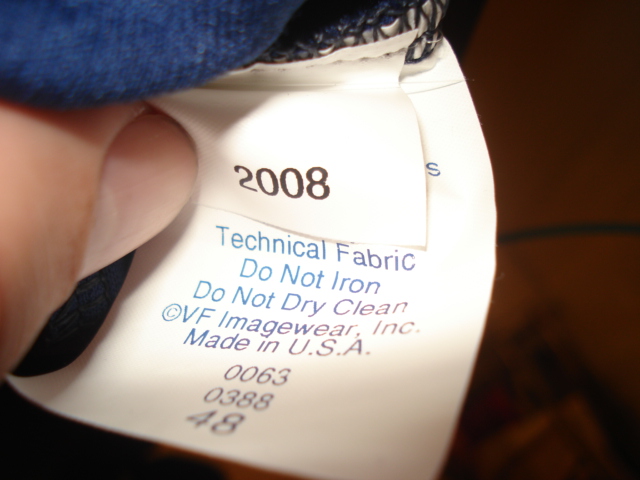 2008
s
Technical Fabric
Do Not Iron
Do Not Dry Clean
©VF Imagewear, Inc.
Made in U.S.A.
0063
0388
48